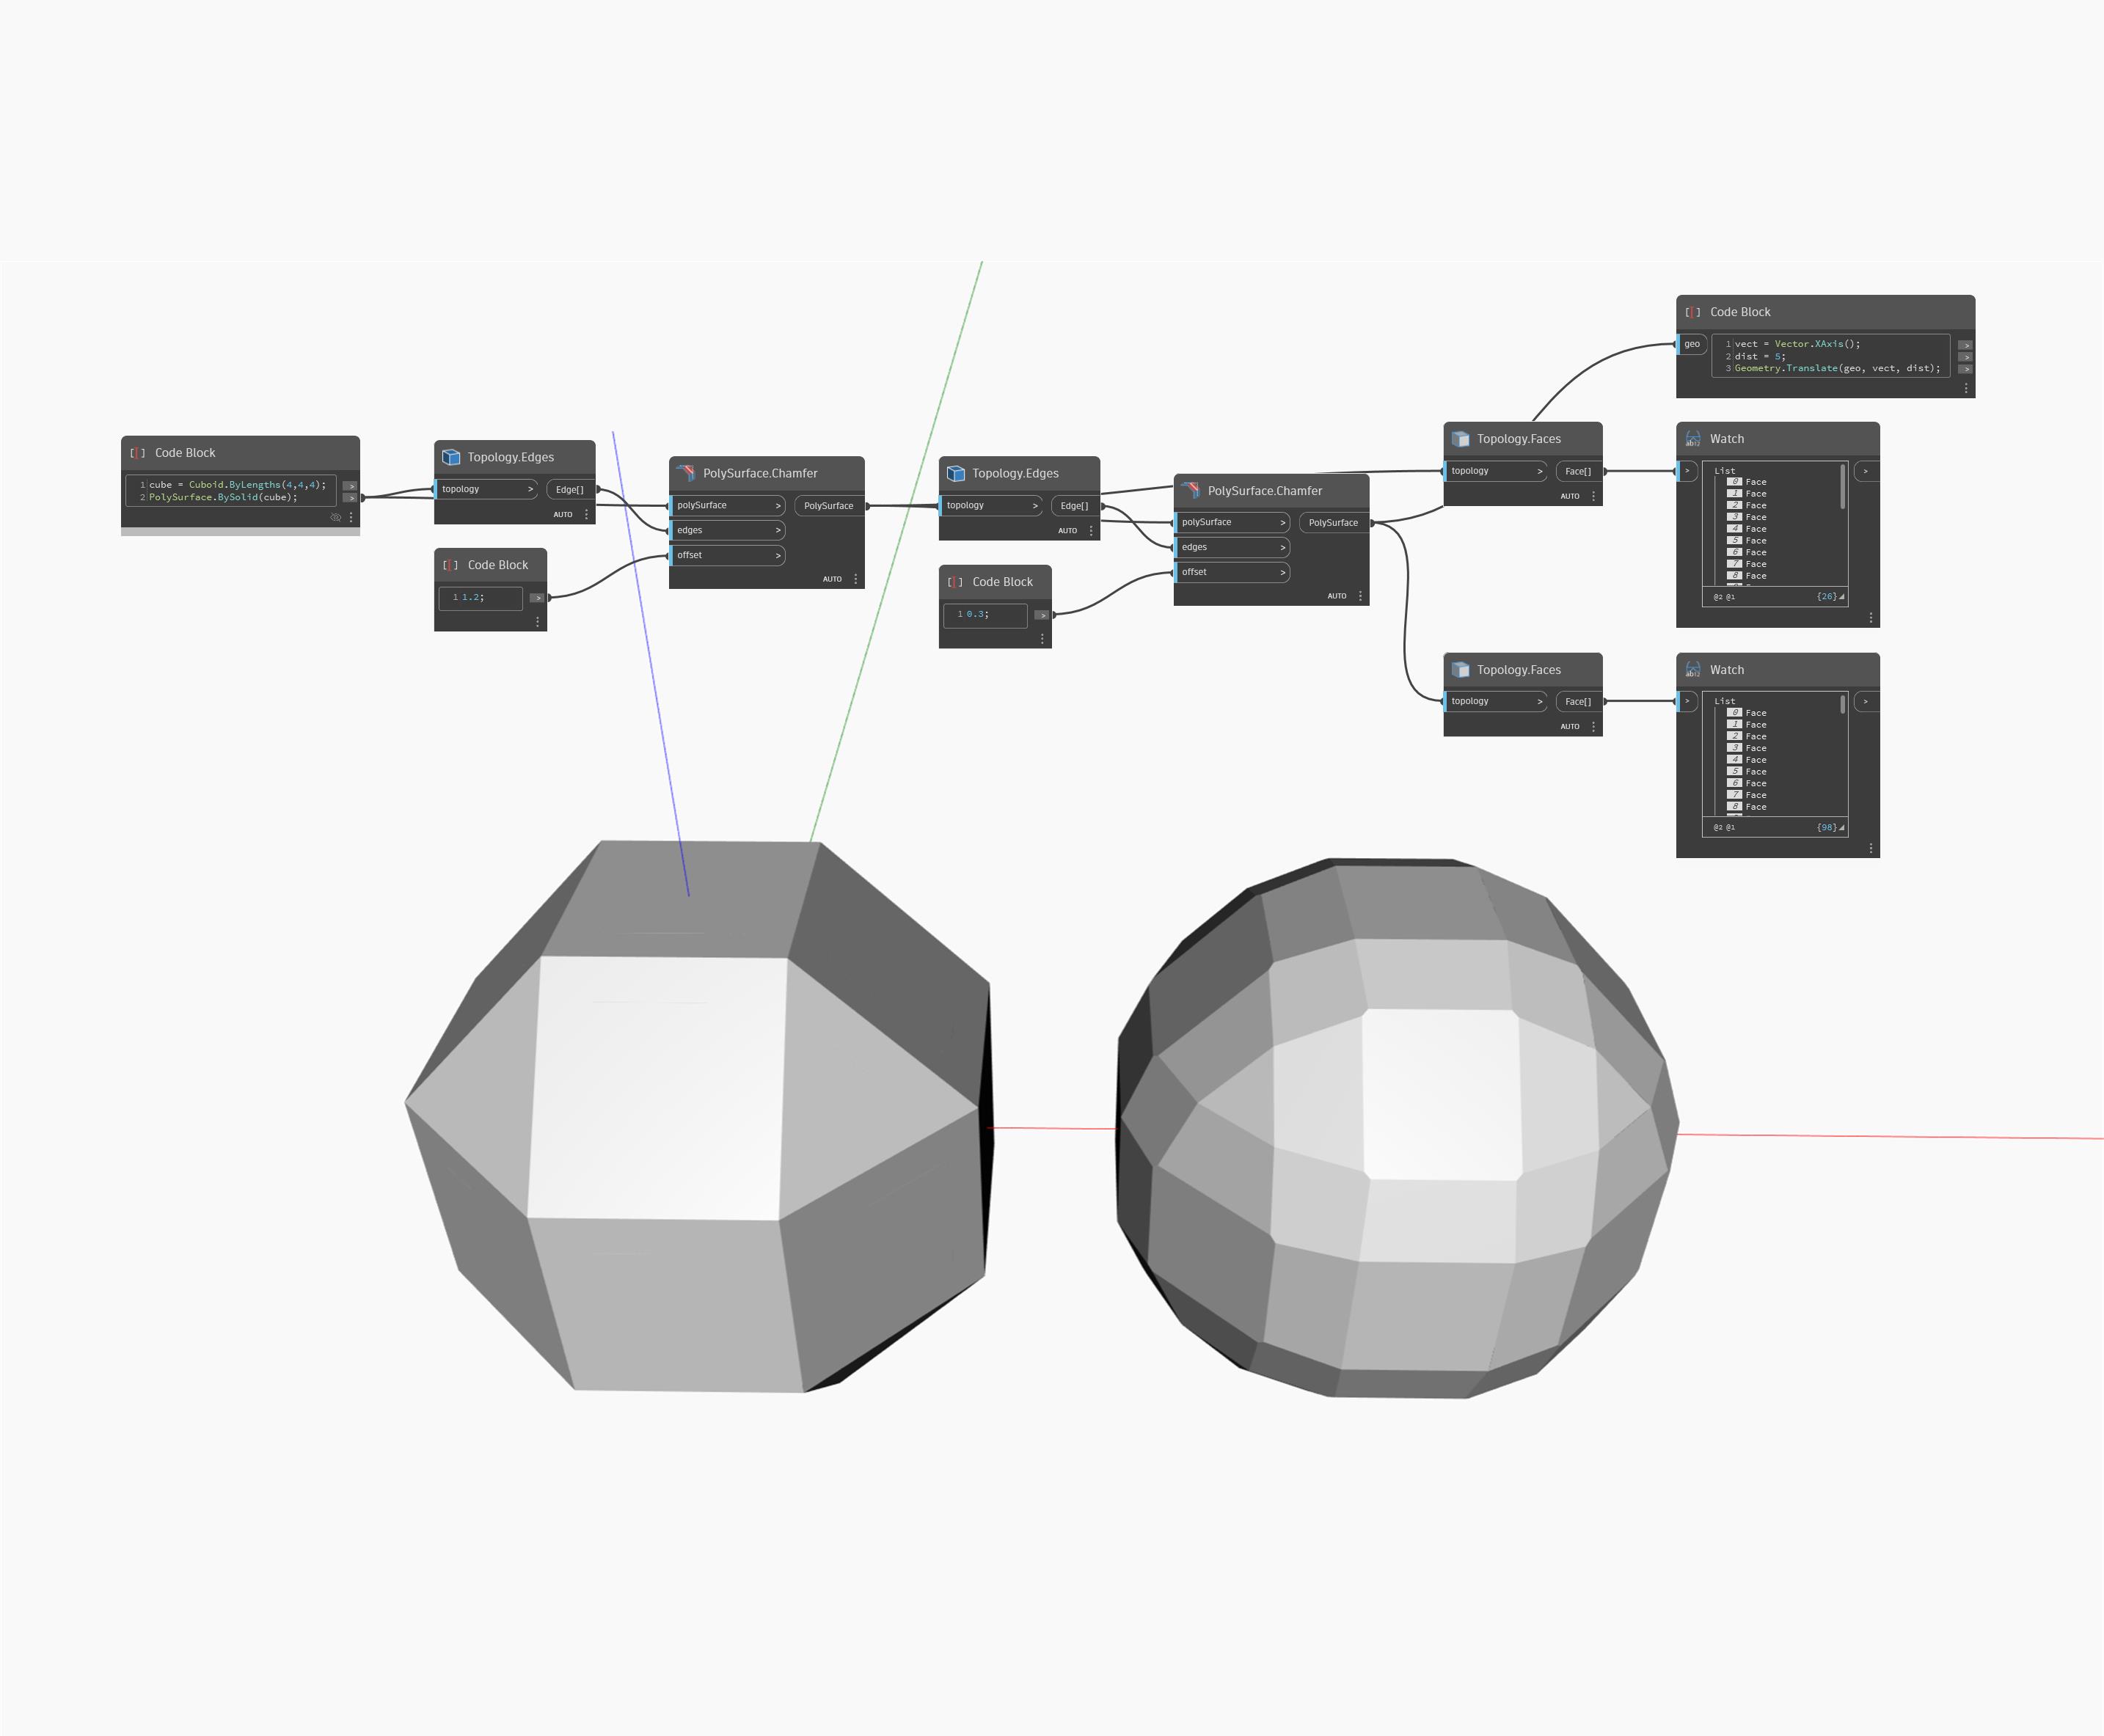 Code Block
1 cube = Cuboid.ByLengths(4,4,4); >
2 PolySurface.BySolid(cube); >
Topology.Edges
topology > Edge[]
AUTO
Code Block
1 1.2; >
PolySurface.Chamfer
polySurface > PolySurface
edges >
offset >
AUTO
Topology.Edges
topology > Edge[]
AUTO
Code Block
1 0.3; >
PolySurface.Chamfer
polySurface > PolySurface
edges >
offset >
AUTO
Topology.Faces
topology > Face[]
AUTO
Topology.Faces
topology > Face[]
AUTO
Code Block
geo
1 vect = Vector.XAxis(); >
2 dist = 5; >
3 Geometry.Translate(geo, vect, dist); >
Watch
> List >
0 Face
1 Face
2 Face
3 Face
4 Face
5 Face
6 Face
7 Face
8 Face
@2 @1 {26}
Watch
> List >
0 Face
1 Face
2 Face
3 Face
4 Face
5 Face
6 Face
7 Face
8 Face
@2 @1 {98}